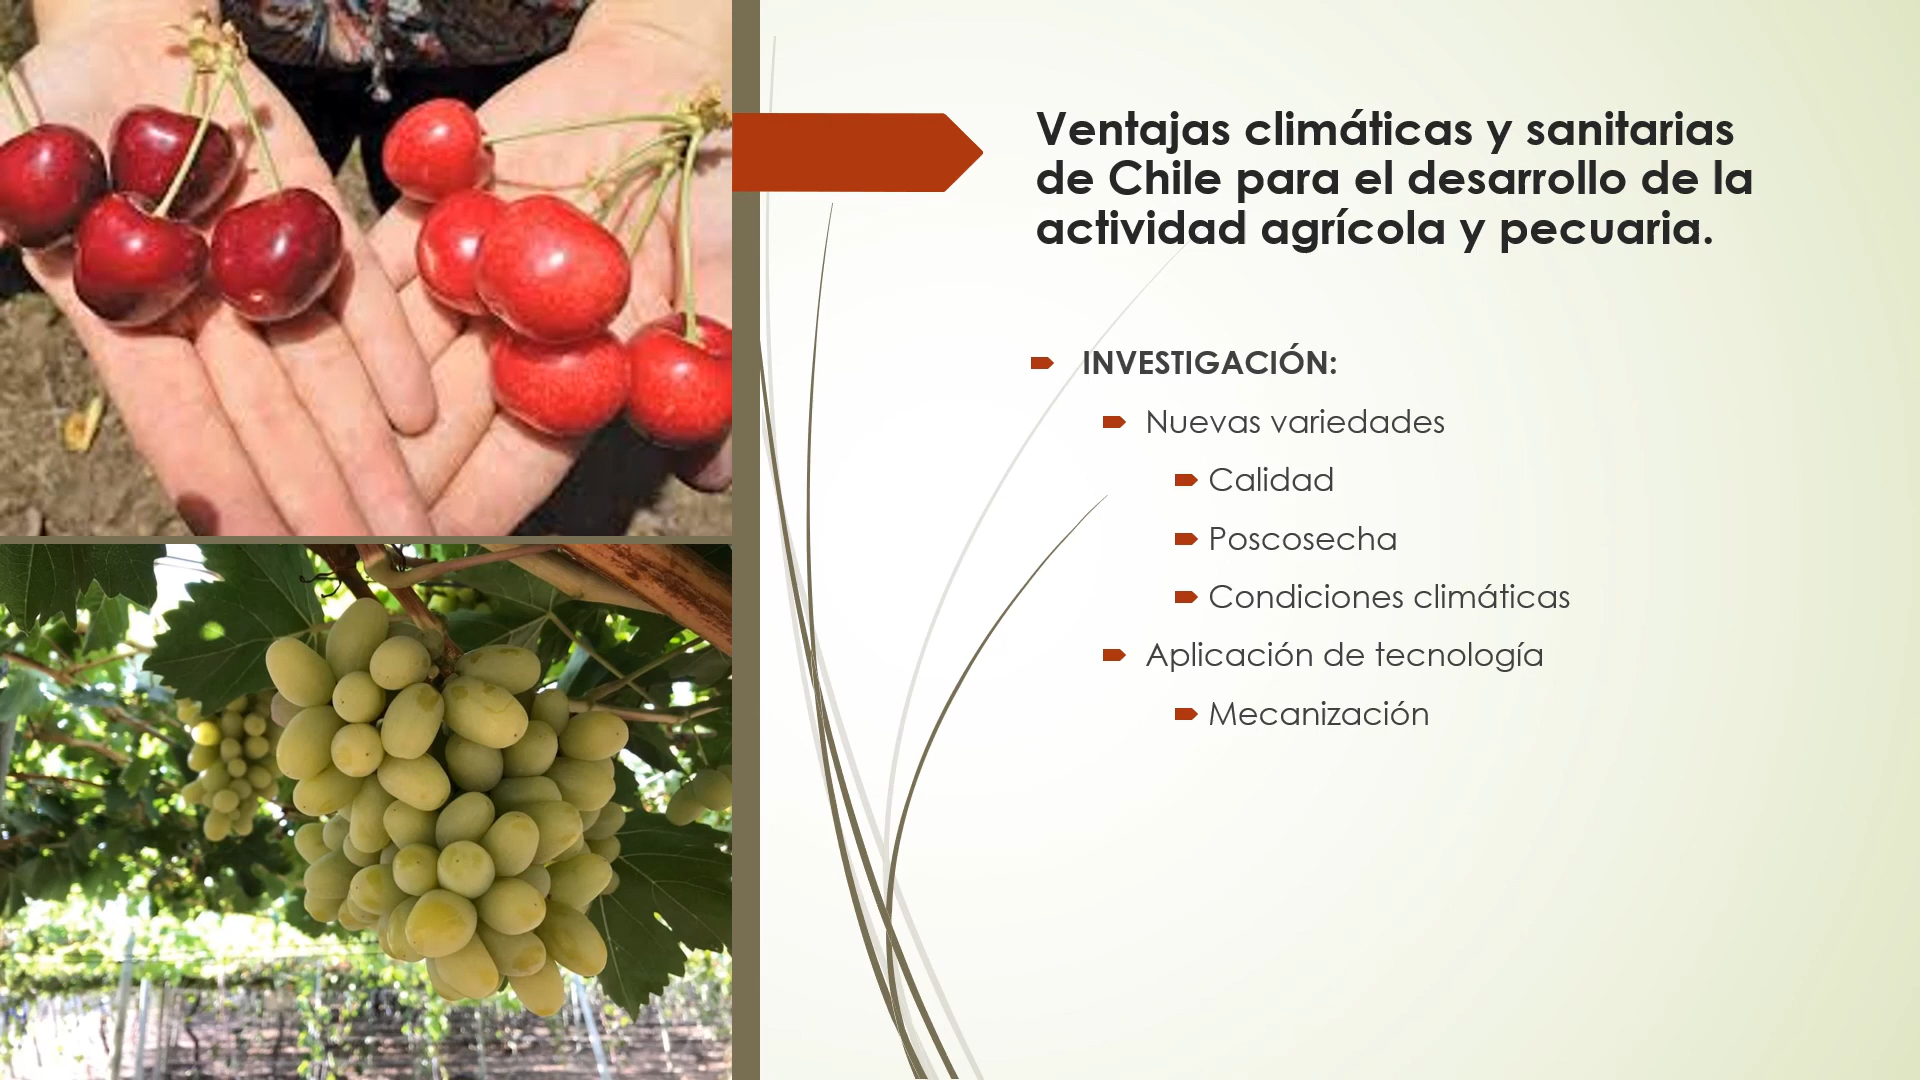 Ventajas climáticas y sanitarias
de Chile para el desarrollo de la
actividad agrícola y pecuaria.
INVESTIGACIÓN:
Nuevas variedades
Calidad
Poscosecha
Condiciones climáticas
Aplicación de tecnología
Mecanización